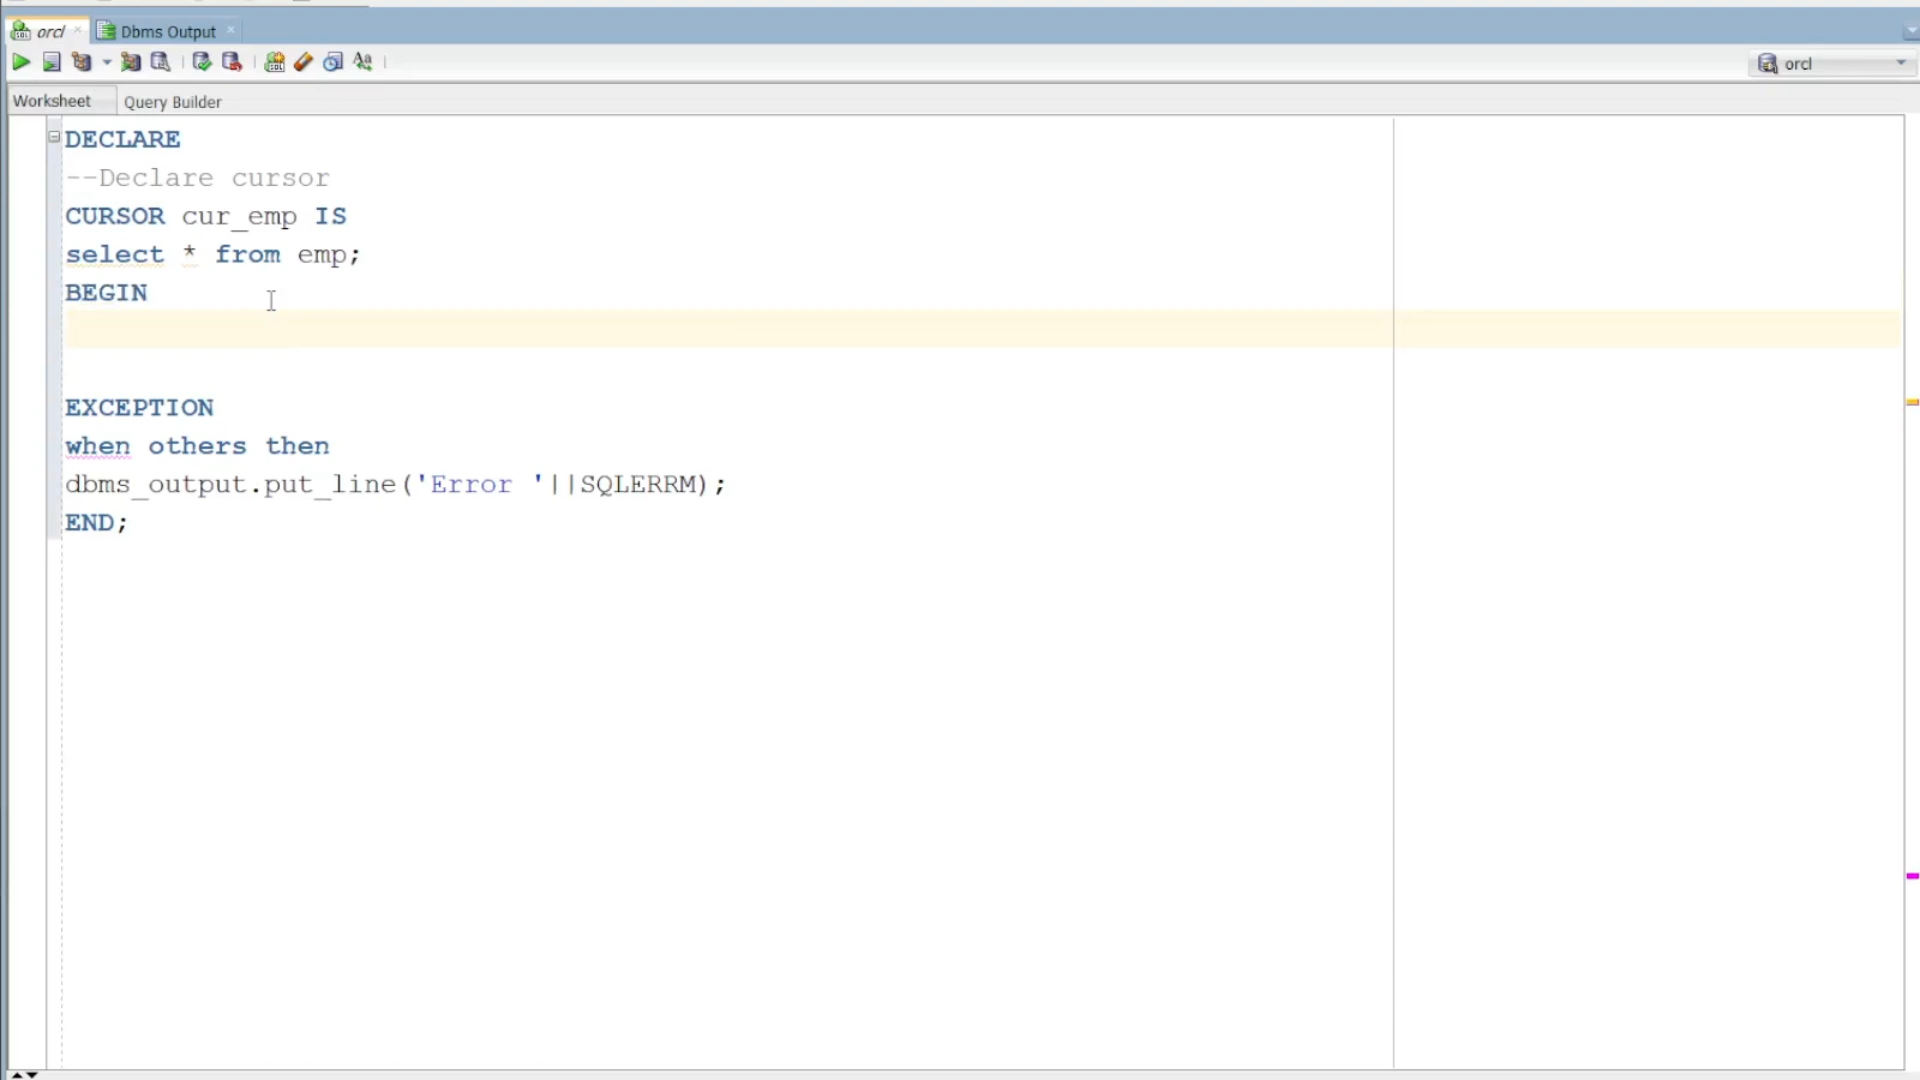 orcl
Dbms Output
orcl
Worksheet
Query Builder
DECLARE
--Declare cursor
CURSOR cur_emp IS
select * from emp;
BEGIN
EXCEPTION
when others then
dbms_output.put_line('Error '||SQLERRM);
END;